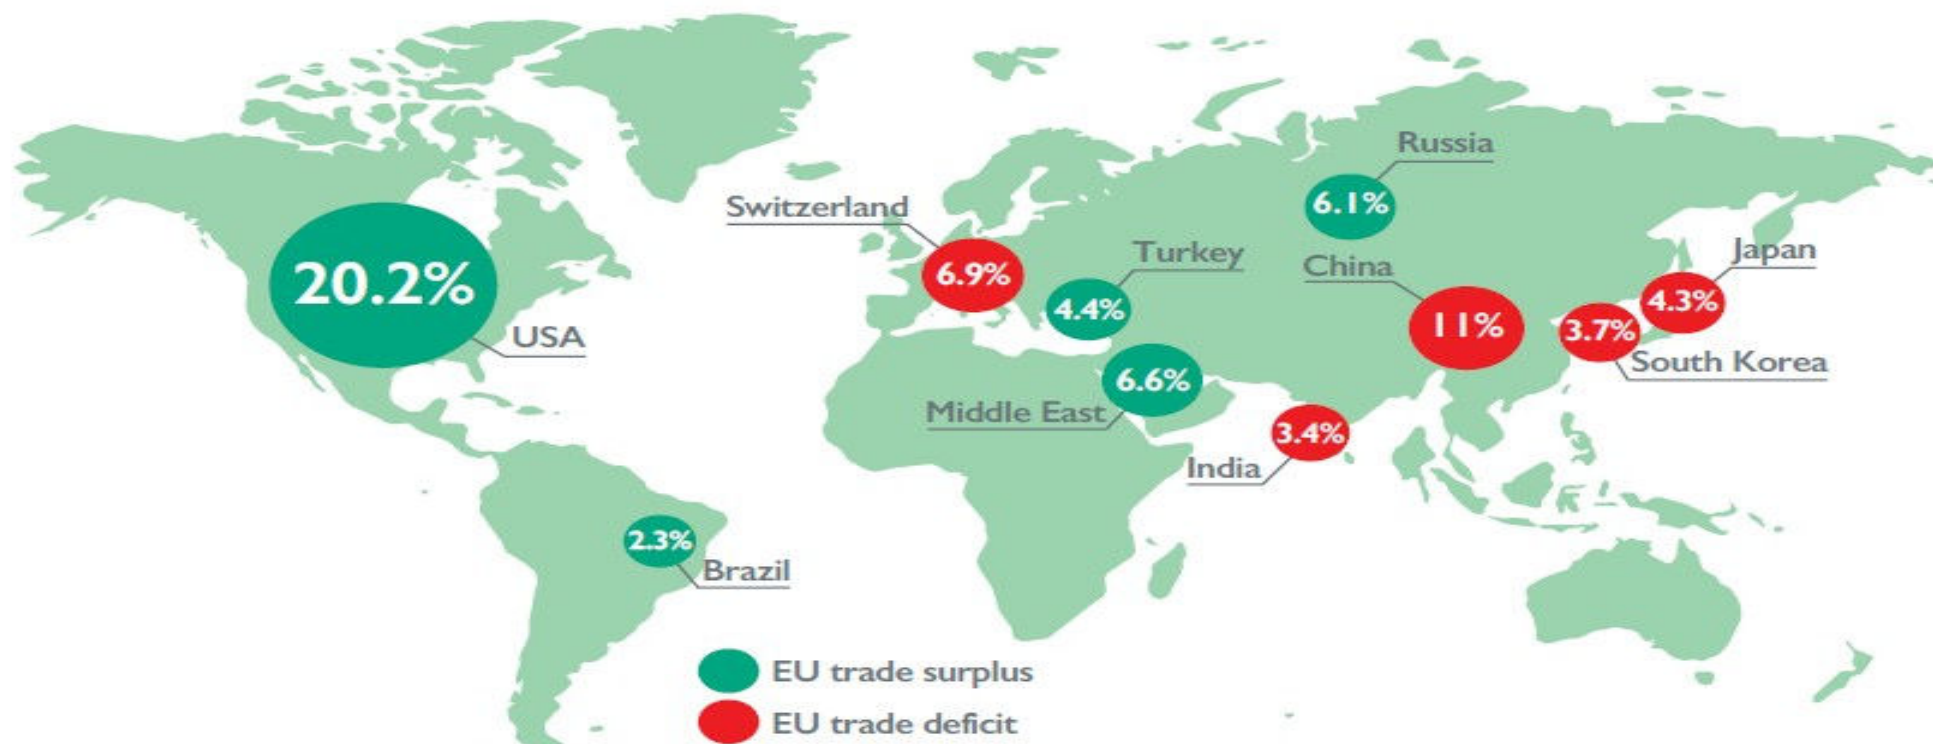 Russia
6.1%
Switzerland
6.9%
Turkey
4.4%
China
11%
Japan
4.3%
3.7%
South Korea
20.2%
USA
6.6%
Middle East
3.4%
India
2.3%
Brazil
EU trade surplus
EU trade deficit